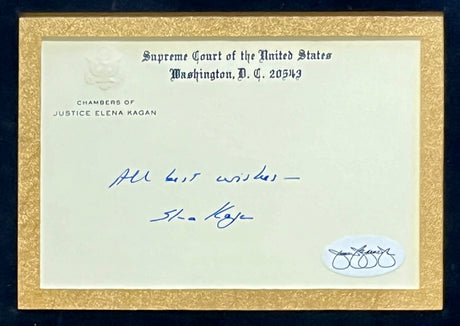 Supreme Court of the United States
Washington, D. C. 20543
CHAMBERS OF
JUSTICE ELENA KAGAN
All best wishes —
Elena Kagan